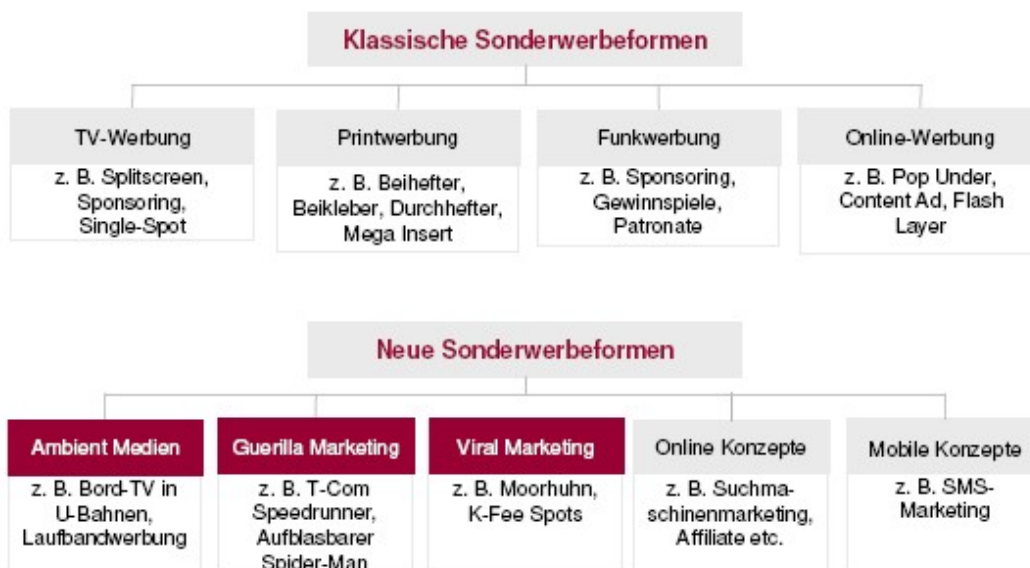 Klassische Sonderwerbeformen
TV-Werbung
z. B. Splitscreen,
Sponsoring,
Single-Spot
Printwerbung
z. B. Beihefter,
Beikleber, Durchhefter,
Mega Insert
Funkwerbung
z. B. Sponsoring,
Gewinnspiele,
Patronate
Online-Werbung
z. B. Pop Under,
Content Ad, Flash
Layer
Neue Sonderwerbeformen
Ambient Medien
z. B. Bord-TV in
U-Bahnen,
Laufbandwerbung
Guerilla Marketing
z. B. T-Com
Speedrunner,
Aufblasbarer
Spider-Man
Viral Marketing
z. B. Moorhuhn,
K-Fee Spots
Online Konzepte
z. B. Suchma-
schinenmarketing,
Affiliate etc.
Mobile Konzepte
z. B. SMS-
Marketing